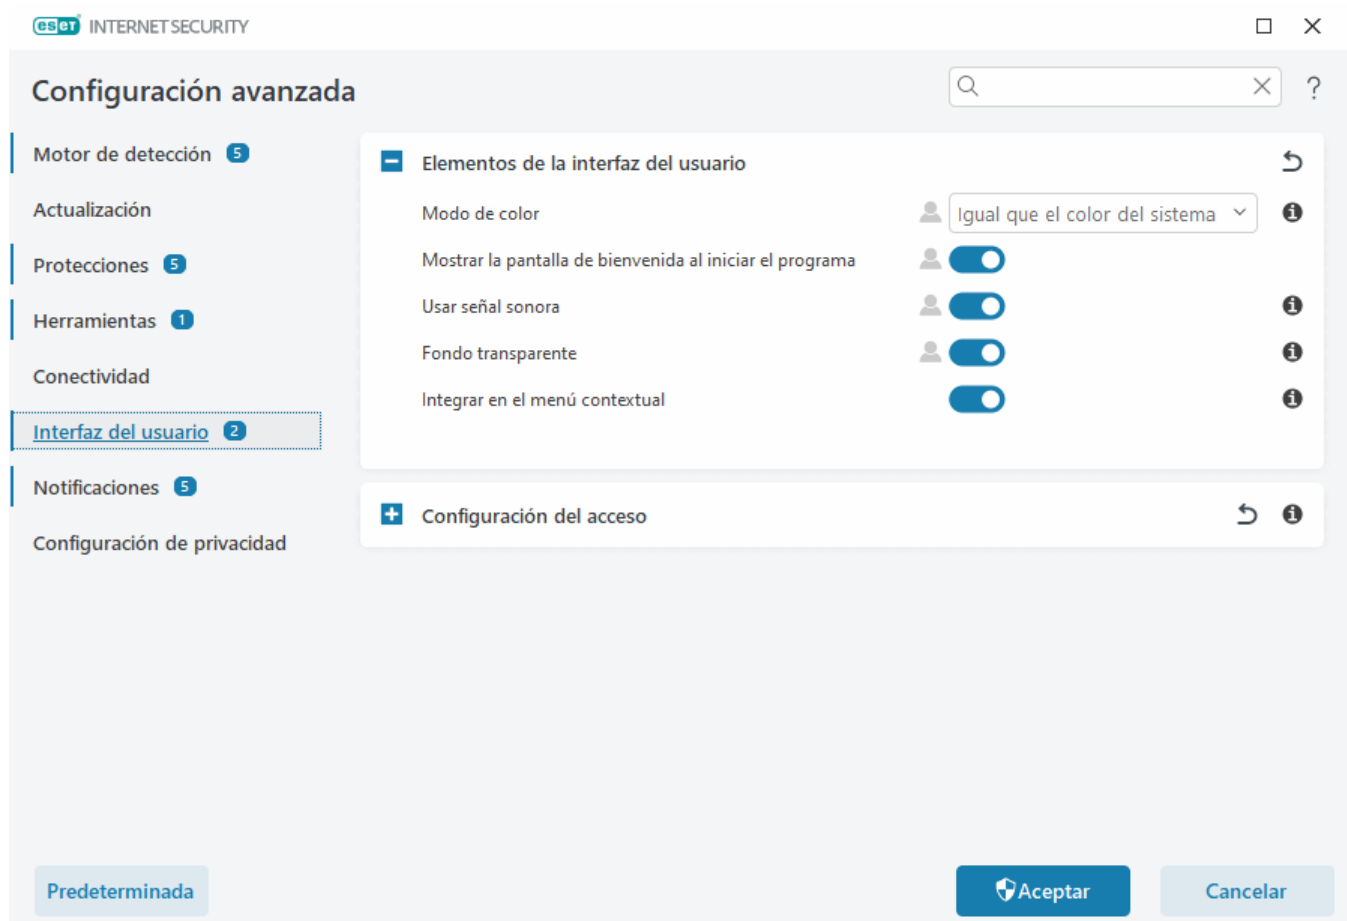 eset INTERNET SECURITY
Configuración avanzada
?
Motor de detección 5
Actualización
Protecciones 5
Herramientas 1
Conectividad
Interfaz del usuario 2
Notificaciones 5
Configuración de privacidad
Elementos de la interfaz del usuario
Modo de color Igual que el color del sistema
Mostrar la pantalla de bienvenida al iniciar el programa
Usar señal sonora
Fondo transparente
Integrar en el menú contextual
Configuración del acceso
Predeterminada
Aceptar
Cancelar